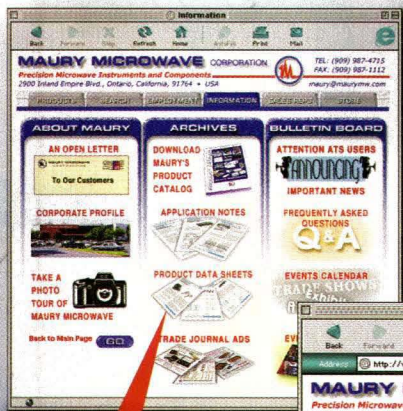 Information
Back Forward Stop Refresh Home AutoFill Print Mail
MAURY MICROWAVE CORPORATION
Precision Microwave Instruments and Components
2900 Inland Empire Blvd., Ontario, California, 91764 • USA
TEL: (909) 987-4715
FAX: (909) 987-1112
maury@maurymw.com
PRODUCTS SEARCH EMPLOYMENT INFORMATION SALES REPS STORE
ABOUT MAURY
AN OPEN LETTER
To Our Customers
CORPORATE PROFILE
TAKE A
PHOTO
TOUR OF
MAURY MICROWAVE
Back to Main Page GO
ARCHIVES
DOWNLOAD
MAURY'S
PRODUCT
CATALOG
APPLICATION NOTES
PRODUCT DATA SHEETS
TRADE JOURNAL ADS
BULLETIN BOARD
ATTENTION ATS USERS
ANNOUNCING
IMPORTANT NEWS
FREQUENTLY ASKED
QUESTIONS
Q&A
EVENTS CALENDAR
TRADE SHOWS
Exhibi
Back Forward
Address http://
MAURY
Precision Microwav